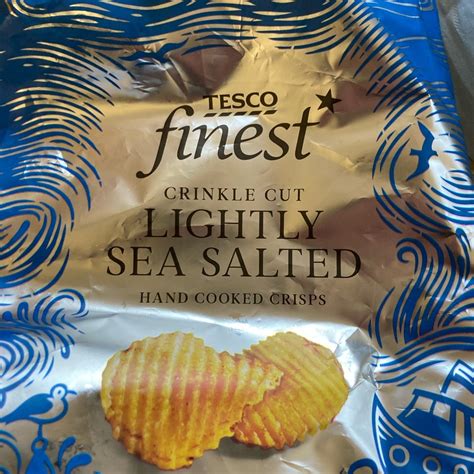 TESCO
finest
CRINKLE CUT
LIGHTLY
SEA SALTED
HAND COOKED CRISPS